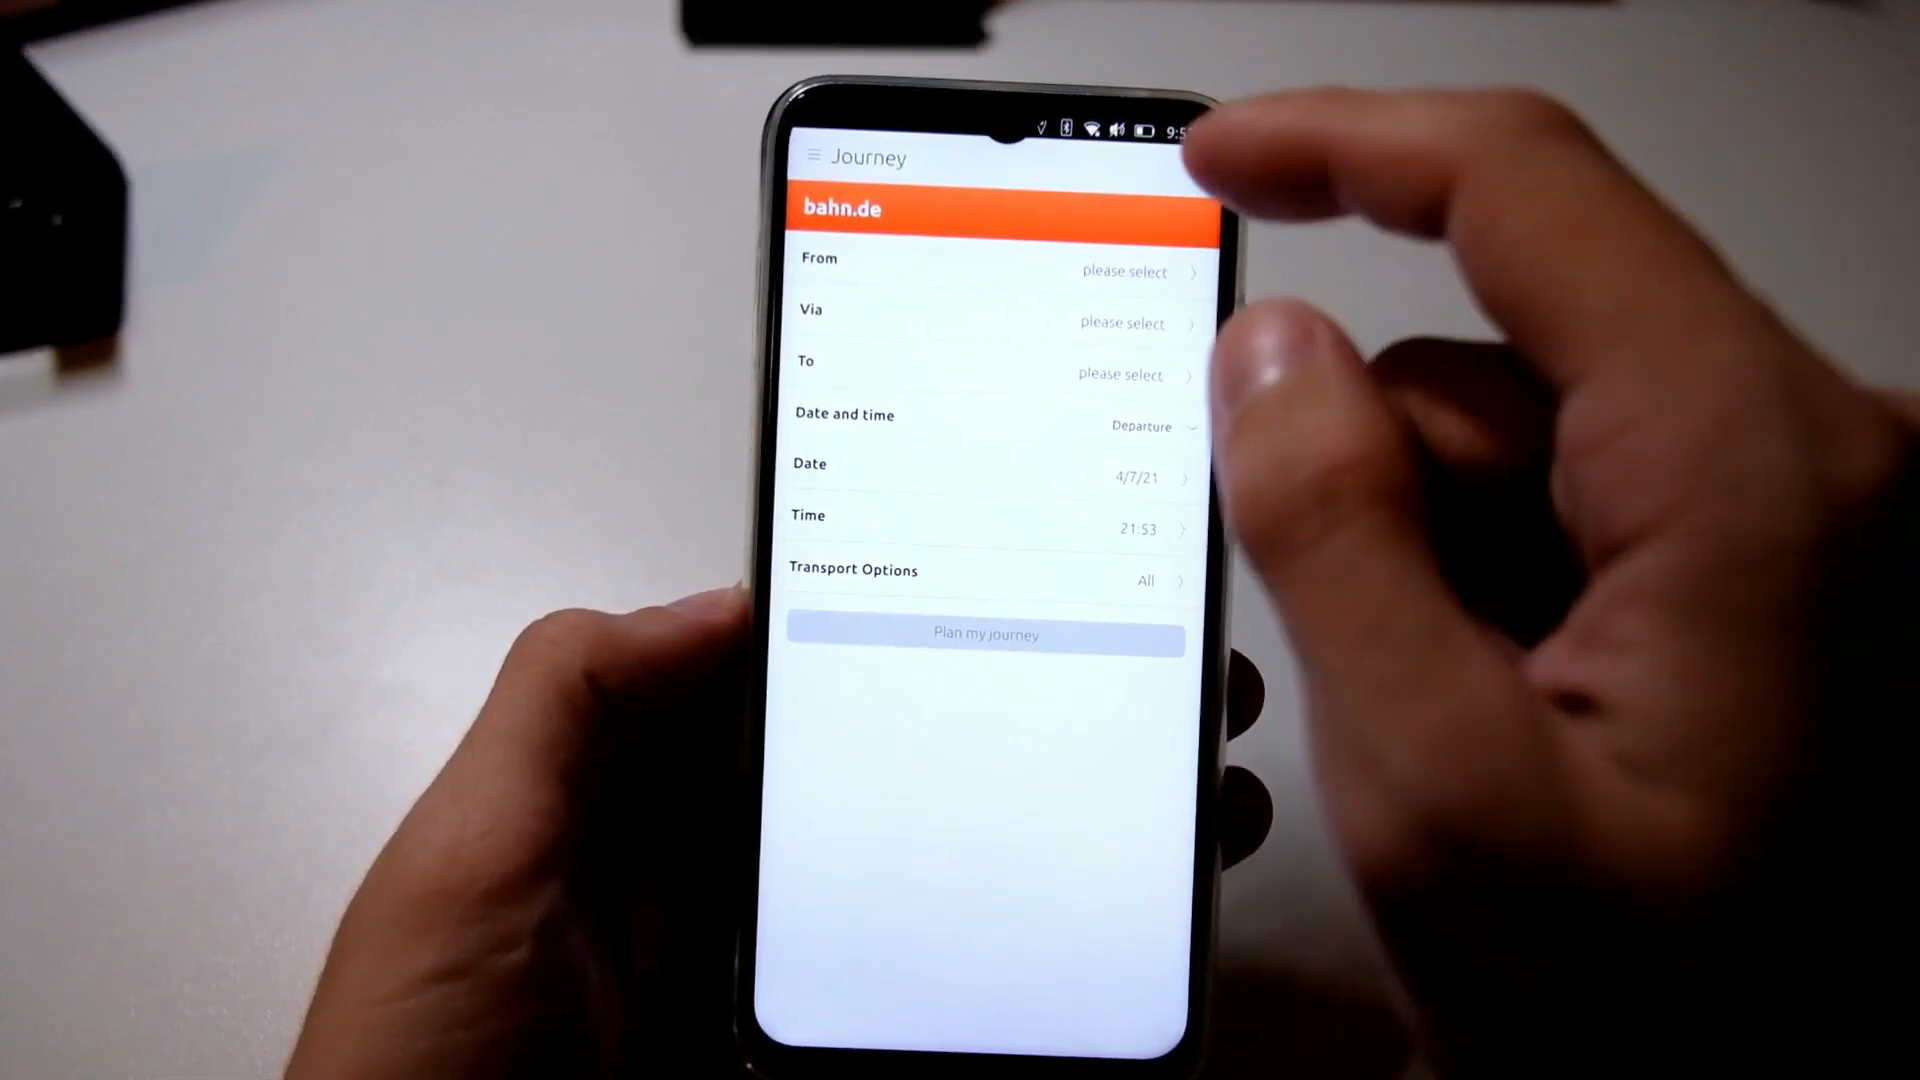 Journey
bahn.de
From please select
Via please select
To please select
Date and time Departure
Date 4/7/21
Time 21:53
Transport Options All
Plan my journey